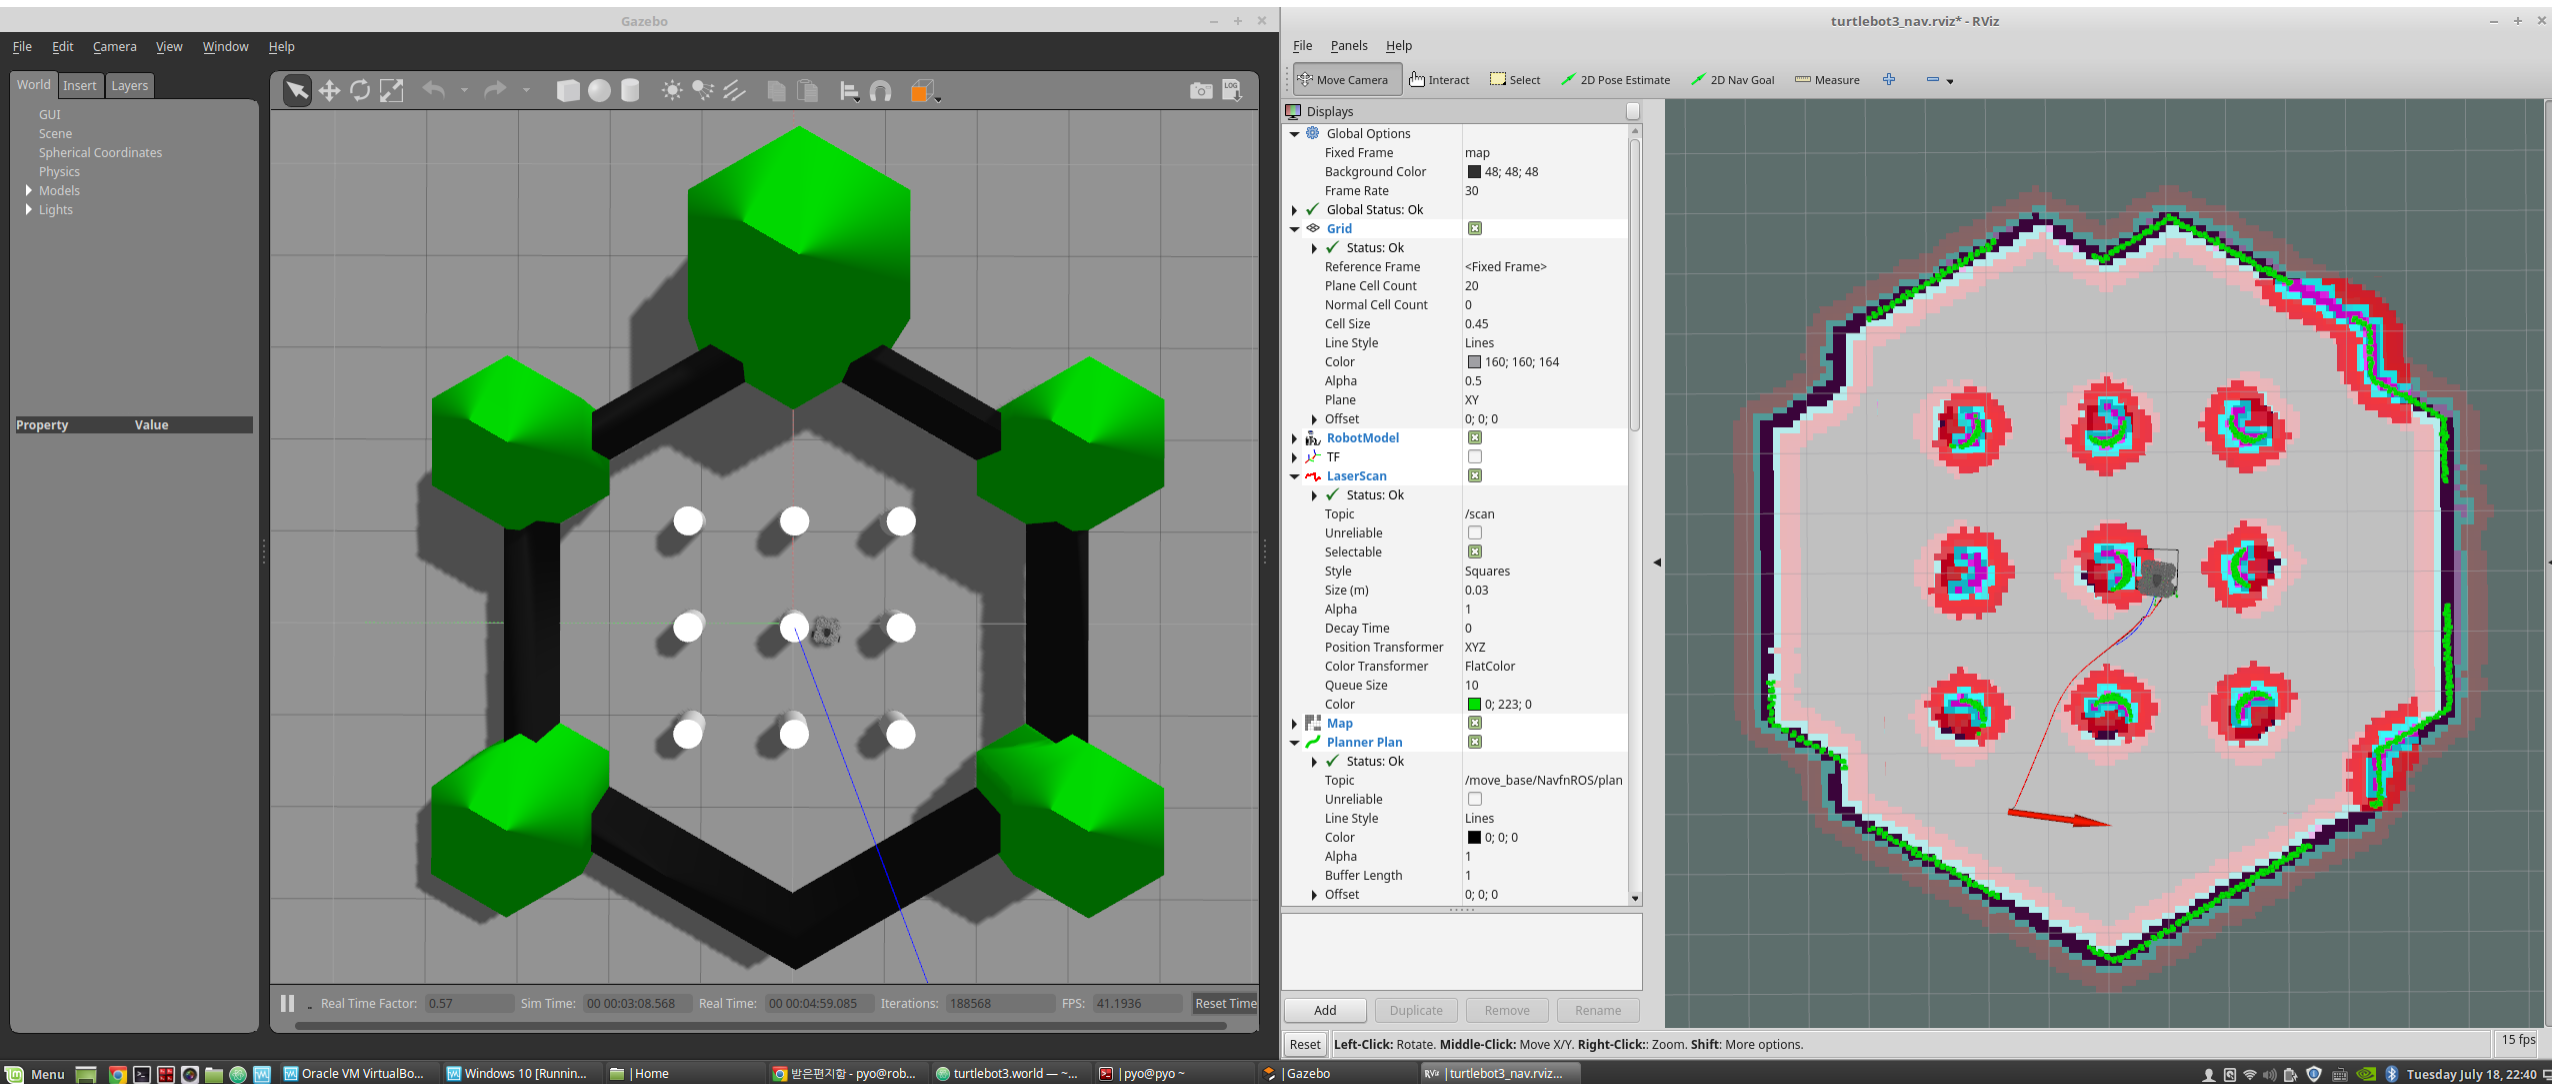 Gazebo
File Edit Camera View Window Help
World Insert Layers
GUI
Scene
Spherical Coordinates
Physics
Models
Lights
Property Value
LOG
Real Time Factor: 0.57 Sim Time: 00 00:03:08.568 Real Time: 00 00:04:59.085 Iterations: 188568 FPS: 41.1936 Reset Time
turtlebot3_nav.rviz* - RViz
File Panels Help
Move Camera Interact Select 2D Pose Estimate 2D Nav Goal Measure
Displays
Global Options
Fixed Frame map
Background Color 48; 48; 48
Frame Rate 30
Global Status: Ok
Grid
Status: Ok
Reference Frame <Fixed Frame>
Plane Cell Count 20
Normal Cell Count 0
Cell Size 0.45
Line Style Lines
Color 160; 160; 164
Alpha 0.5
Plane XY
Offset 0; 0; 0
RobotModel
TF
LaserScan
Status: Ok
Topic /scan
Unreliable
Selectable
Style Squares
Size (m) 0.03
Alpha 1
Decay Time 0
Position Transformer XYZ
Color Transformer FlatColor
Queue Size 10
Color 0; 223; 0
Map
Planner Plan
Status: Ok
Topic /move_base/NavfnROS/plan
Unreliable
Line Style Lines
Color 0; 0; 0
Alpha 1
Buffer Length 1
Offset 0; 0; 0
Add Duplicate Remove Rename
Reset Left-Click: Rotate. Middle-Click: Move X/Y. Right-Click:: Zoom. Shift: More options. 15 fps
Menu Oracle VM VirtualBo... Windows 10 [Runnin... |Home 받은편지함 - pyo@rob... turtlebot3.world — ~... |pyo@pyo ~ |Gazebo RViz |turtlebot3_nav.rviz... Tuesday July 18, 22:40